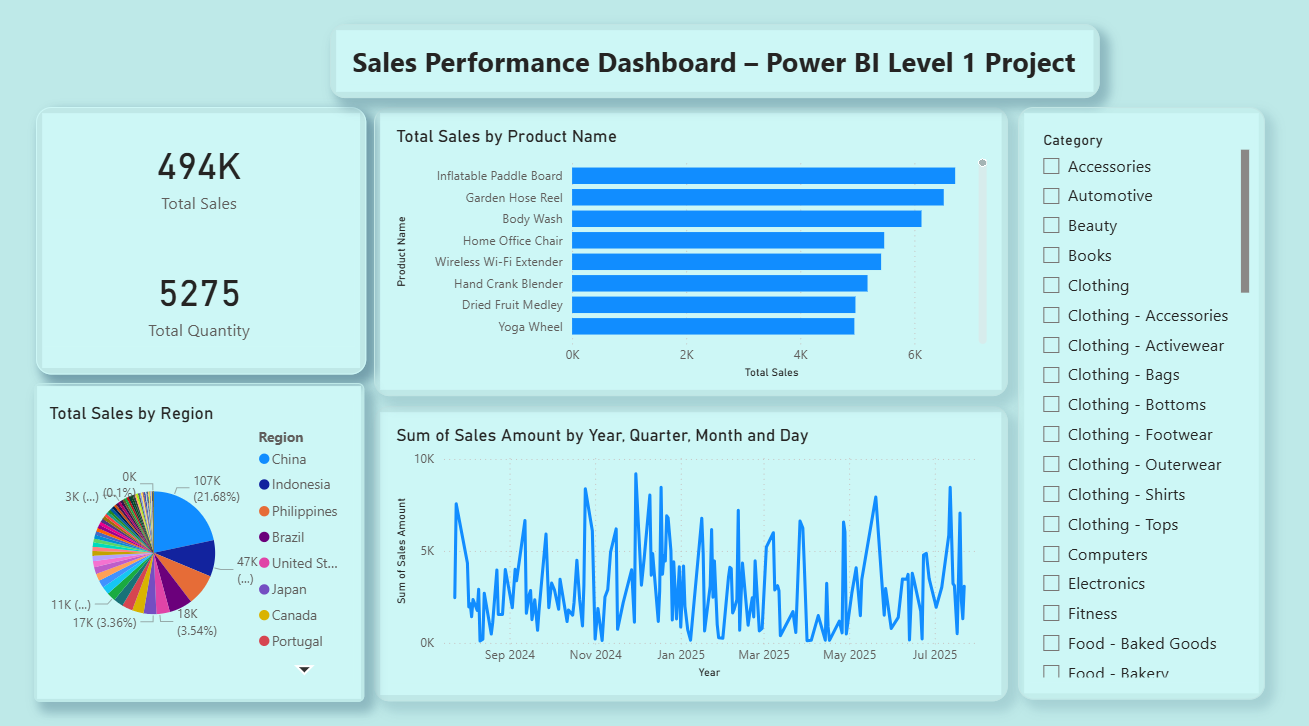 Sales Performance Dashboard – Power BI Level 1 Project
494K
Total Sales
5275
Total Quantity
Total Sales by Product Name
Product Name
Inflatable Paddle Board
Garden Hose Reel
Body Wash
Home Office Chair
Wireless Wi-Fi Extender
Hand Crank Blender
Dried Fruit Medley
Yoga Wheel
0K 2K 4K 6K
Total Sales
Category
Accessories
Automotive
Beauty
Books
Clothing
Clothing - Accessories
Clothing - Activewear
Clothing - Bags
Clothing - Bottoms
Clothing - Footwear
Clothing - Outerwear
Clothing - Shirts
Clothing - Tops
Computers
Electronics
Fitness
Food - Baked Goods
Food - Bakery
Total Sales by Region
0K
(0.1%)
107K
(21.68%)
3K (...)
47K
(...)
11K (...)
18K
(3.54%)
17K (3.36%)
Region
China
Indonesia
Philippines
Brazil
United St...
Japan
Canada
Portugal
Sum of Sales Amount by Year, Quarter, Month and Day
Sum of Sales Amount
10K
5K
0K
Sep 2024 Nov 2024 Jan 2025 Mar 2025 May 2025 Jul 2025
Year